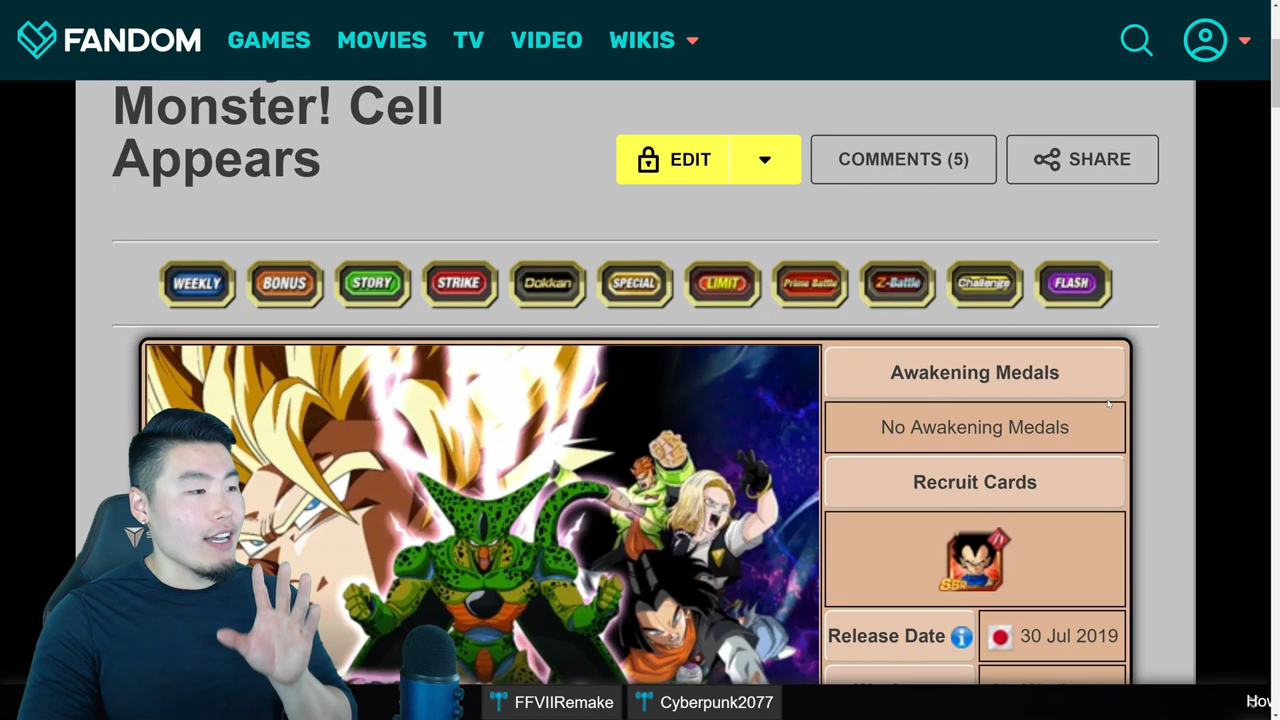 FANDOM GAMES MOVIES TV VIDEO WIKIS
Monster! Cell
Appears
EDIT COMMENTS (5) SHARE
WEEKLY BONUS STORY STRIKE Dokkan SPECIAL LIMIT Prime Battle Z-Battle Challenge FLASH
Awakening Medals
No Awakening Medals
Recruit Cards
SSR
Release Date i 30 Jul 2019
FFVIIRemake Cyberpunk2077